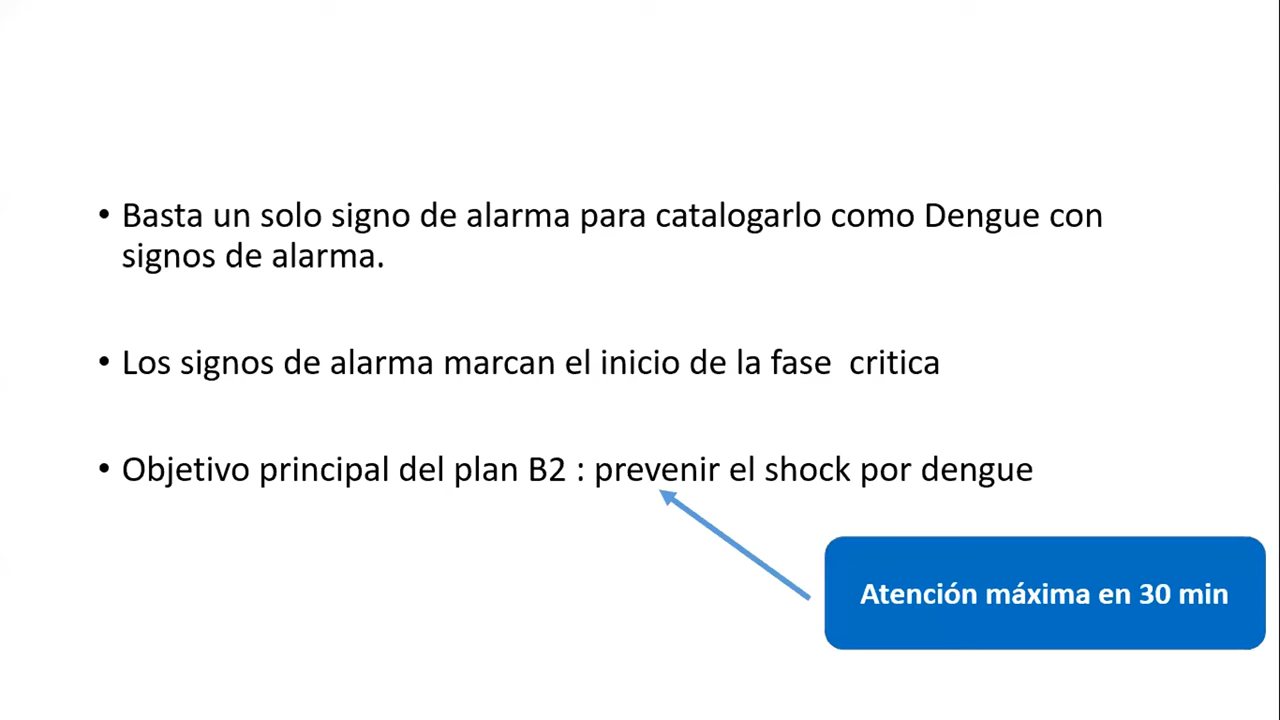 • Basta un solo signo de alarma para catalogarlo como Dengue con
signos de alarma.
• Los signos de alarma marcan el inicio de la fase  critica
• Objetivo principal del plan B2 : prevenir el shock por dengue
Atención máxima en 30 min